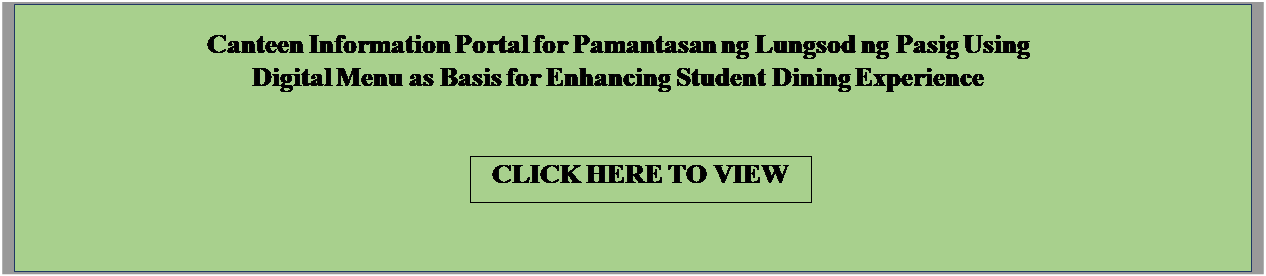 Canteen Information Portal for Pamantasan ng Lungsod ng Pasig Using
Digital Menu as Basis for Enhancing Student Dining Experience
CLICK HERE TO VIEW